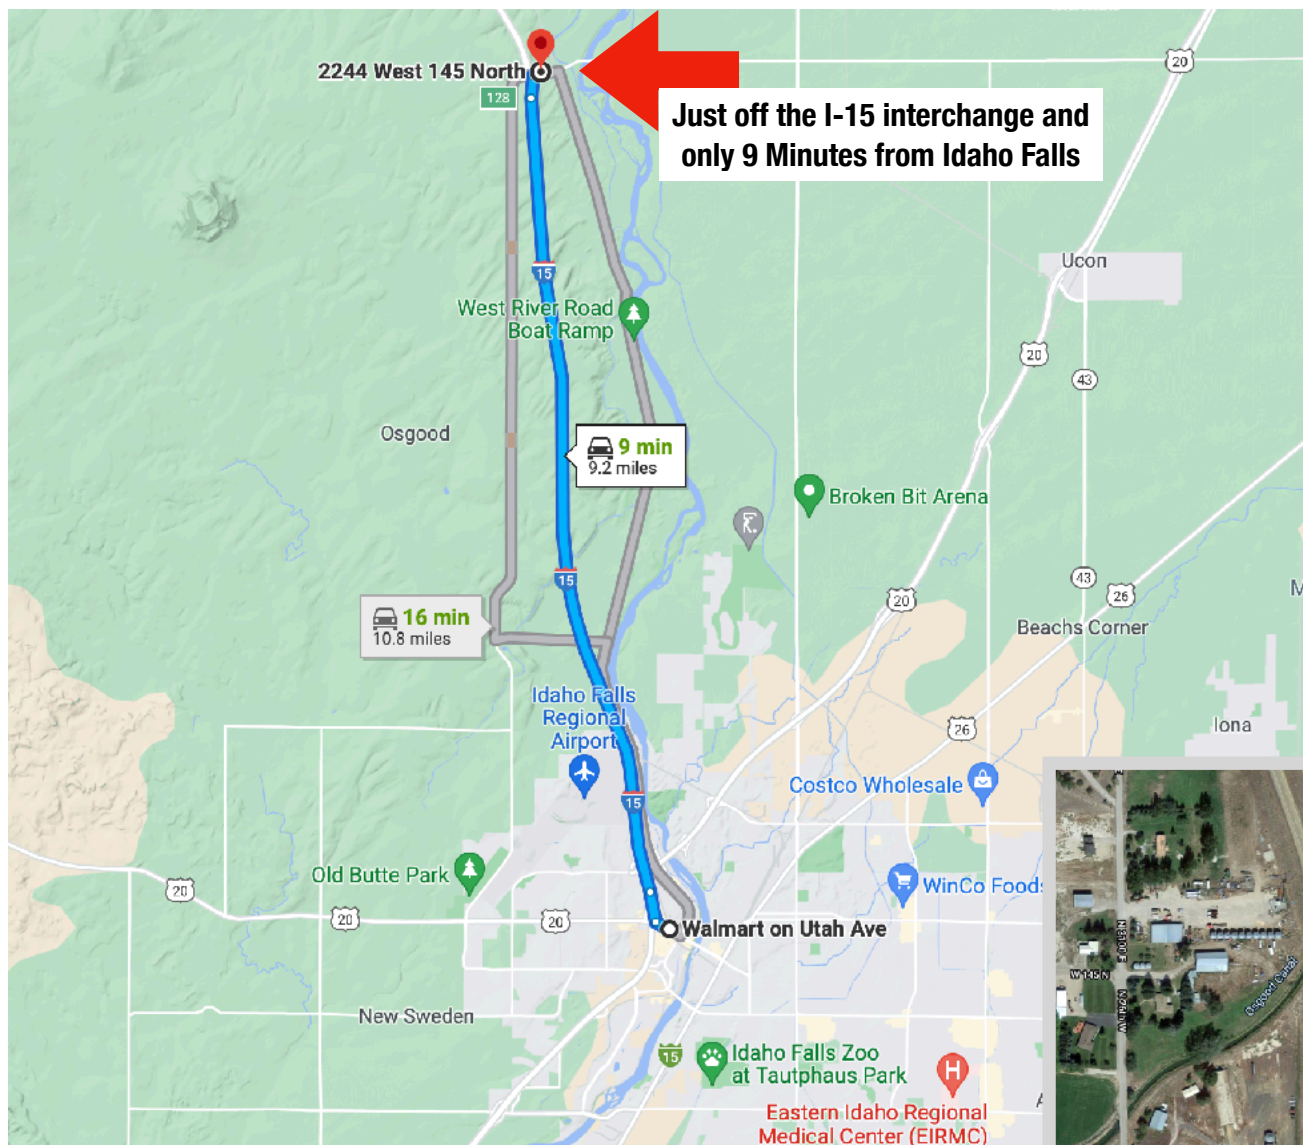 2244 West 145 North
128
20
Just off the I-15 interchange and
only 9 Minutes from Idaho Falls
15
Ucon
West River Road
Boat Ramp
20
43
Osgood
9 min
9.2 miles
Broken Bit Arena
15
43
26
20
16 min
10.8 miles
Beachs Corner
Idaho Falls
Regional
Airport
26
Iona
15
Costco Wholesale
Old Butte Park
WinCo Foods
20
20
20
Walmart on Utah Ave
N 3100 E
W 145 N
N 26th W
Osgood Canal
New Sweden
15
Idaho Falls Zoo
at Tautphaus Park
H
Eastern Idaho Regional
Medical Center (EIRMC)